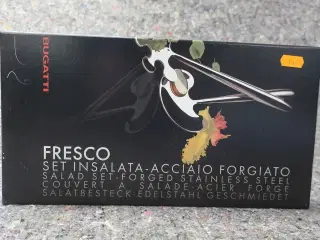 BUGATTI
FRESCO
SET INSALATA-ACCIAIO FORGIATO
SALAD SET-FORGED STAINLESS STEEL
COUVERT A SALADE-ACIER FORGE
SALATBESTECK-EDELSTAHL GESCHMIEDET